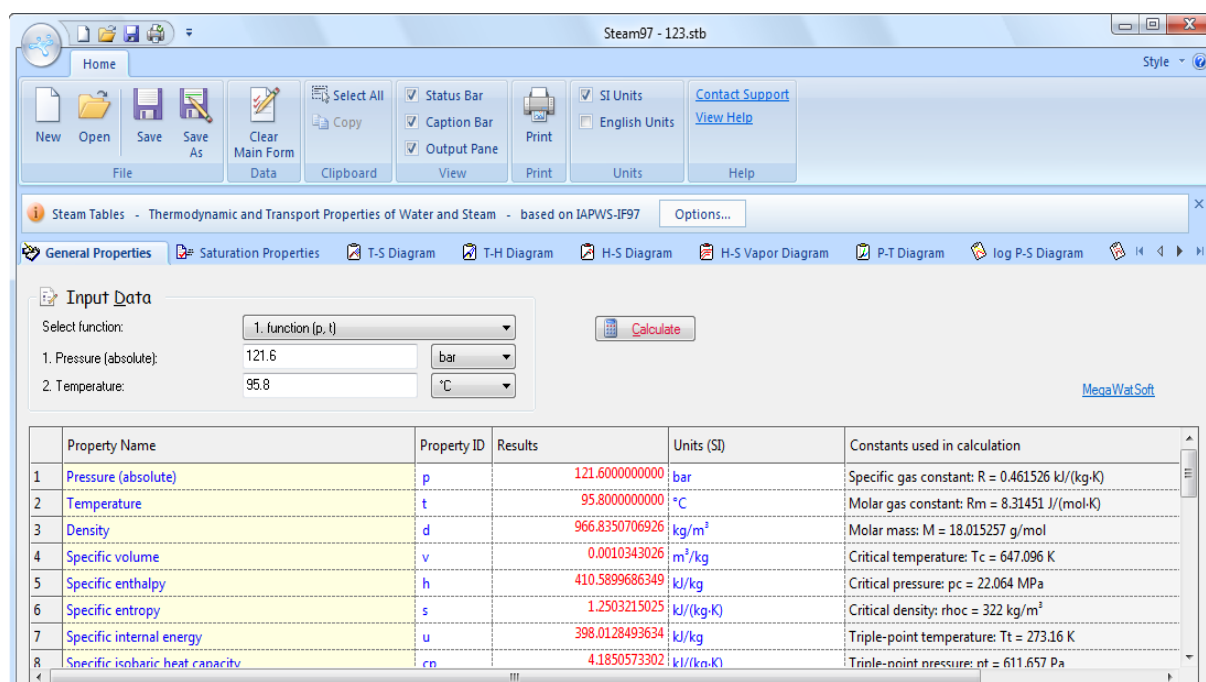 Steam97 - 123.stb
Home
Style
New
Open
Save
Save As
File
Clear Main Form
Data
Select All
Copy
Clipboard
Status Bar
Caption Bar
Output Pane
View
Print
Print
SI Units
English Units
Units
Contact Support
View Help
Help
Steam Tables - Thermodynamic and Transport Properties of Water and Steam - based on IAPWS-IF97 Options...
General Properties Saturation Properties T-S Diagram T-H Diagram H-S Diagram H-S Vapor Diagram P-T Diagram log P-S Diagram
Input Data
Select function: 1. function (p, t) Calculate
1. Pressure (absolute): 121.6 bar
2. Temperature: 95.8 °C
MegaWatSoft
Property Name Property ID Results Units (SI) Constants used in calculation
1 Pressure (absolute) p 121.6000000000 bar Specific gas constant: R = 0.461526 kJ/(kg·K)
2 Temperature t 95.8000000000 °C Molar gas constant: Rm = 8.31451 J/(mol·K)
3 Density d 966.8350706926 kg/m³ Molar mass: M = 18.015257 g/mol
4 Specific volume v 0.0010343026 m³/kg Critical temperature: Tc = 647.096 K
5 Specific enthalpy h 410.5899686349 kJ/kg Critical pressure: pc = 22.064 MPa
6 Specific entropy s 1.2503215025 kJ/(kg·K) Critical density: rhoc = 322 kg/m³
7 Specific internal energy u 398.0128493634 kJ/kg Triple-point temperature: Tt = 273.16 K
8 Specific isobaric heat capacity cp 4.1850573302 kJ/(kg·K) Triple-point pressure: pt = 611.657 Pa